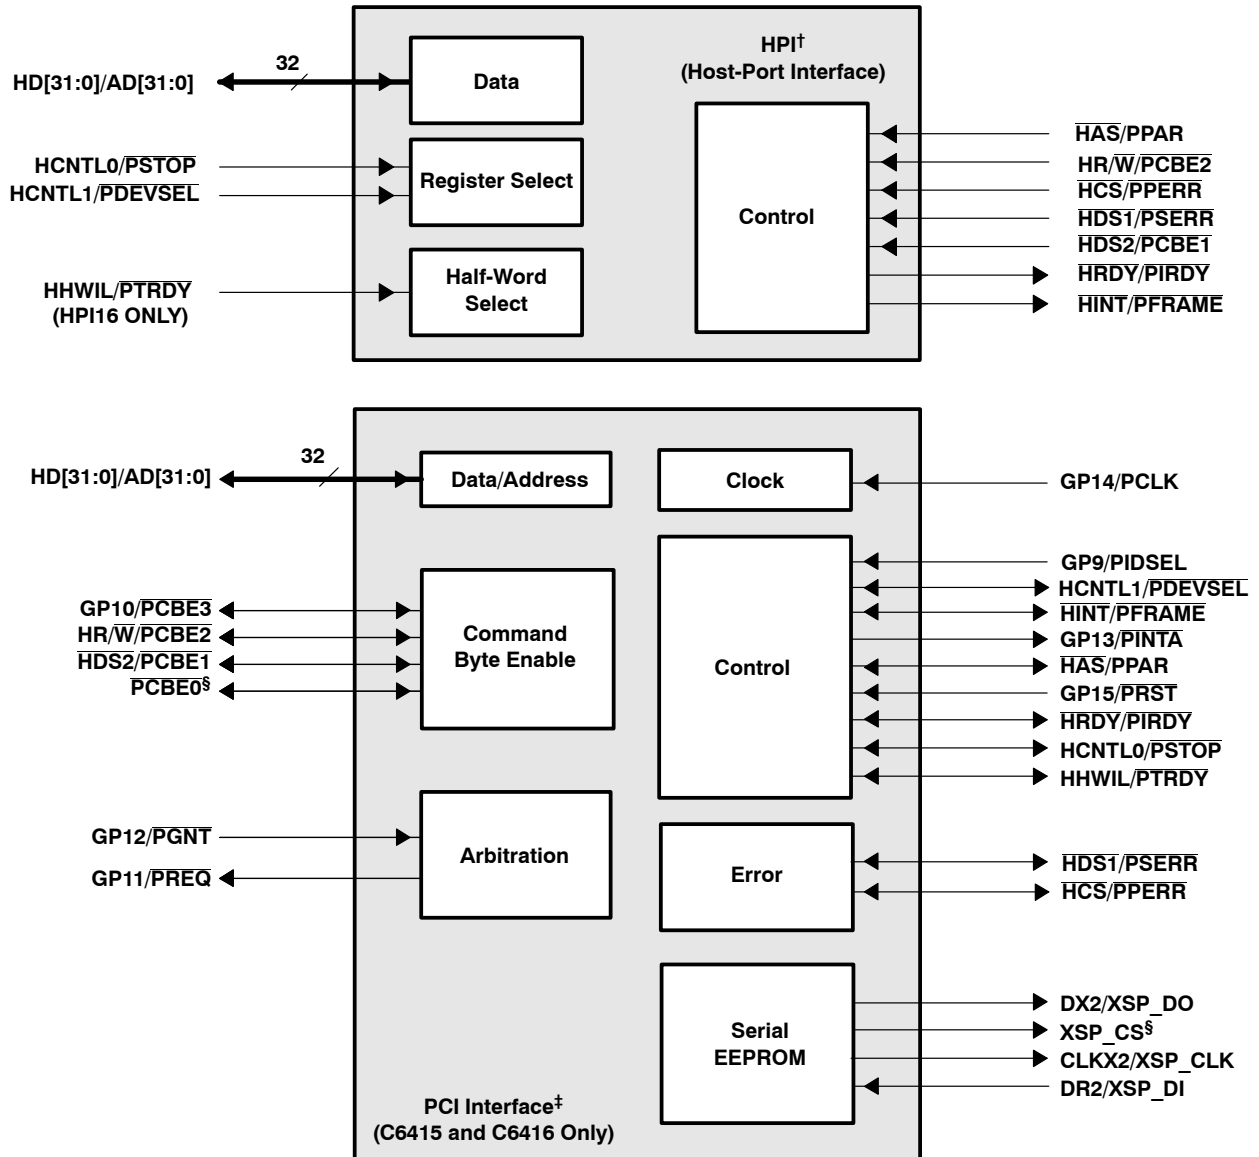 HPI†
(Host-Port Interface)
32
HD[31:0]/AD[31:0]
Data
HCNTL0/PSTOP
HCNTL1/PDEVSEL
Register Select
HHWIL/PTRDY
(HPI16 ONLY)
Half-Word
Select
Control
HAS/PPAR
HR/W/PCBE2
HCS/PPERR
HDS1/PSERR
HDS2/PCBE1
HRDY/PIRDY
HINT/PFRAME
32
HD[31:0]/AD[31:0]
Data/Address
Clock
GP14/PCLK
GP10/PCBE3
HR/W/PCBE2
HDS2/PCBE1
PCBE0§
Command
Byte Enable
Control
GP9/PIDSEL
HCNTL1/PDEVSEL
HINT/PFRAME
GP13/PINTA
HAS/PPAR
GP15/PRST
HRDY/PIRDY
HCNTL0/PSTOP
HHWIL/PTRDY
GP12/PGNT
GP11/PREQ
Arbitration
Error
HDS1/PSERR
HCS/PPERR
Serial
EEPROM
DX2/XSP_DO
XSP_CS§
CLKX2/XSP_CLK
DR2/XSP_DI
PCI Interface‡
(C6415 and C6416 Only)